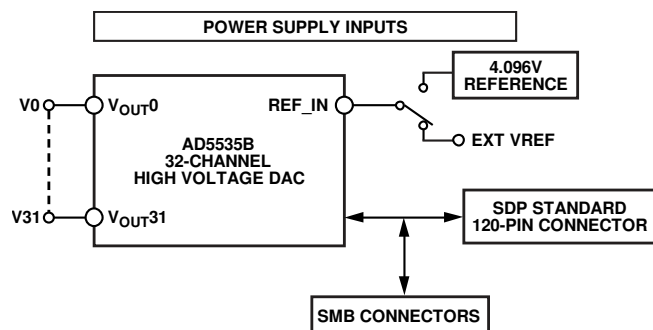 POWER SUPPLY INPUTS
4.096V
REFERENCE
V0
VOUT0
REF_IN
EXT VREF
AD5535B
32-CHANNEL
HIGH VOLTAGE DAC
V31
VOUT31
SDP STANDARD
120-PIN CONNECTOR
SMB CONNECTORS